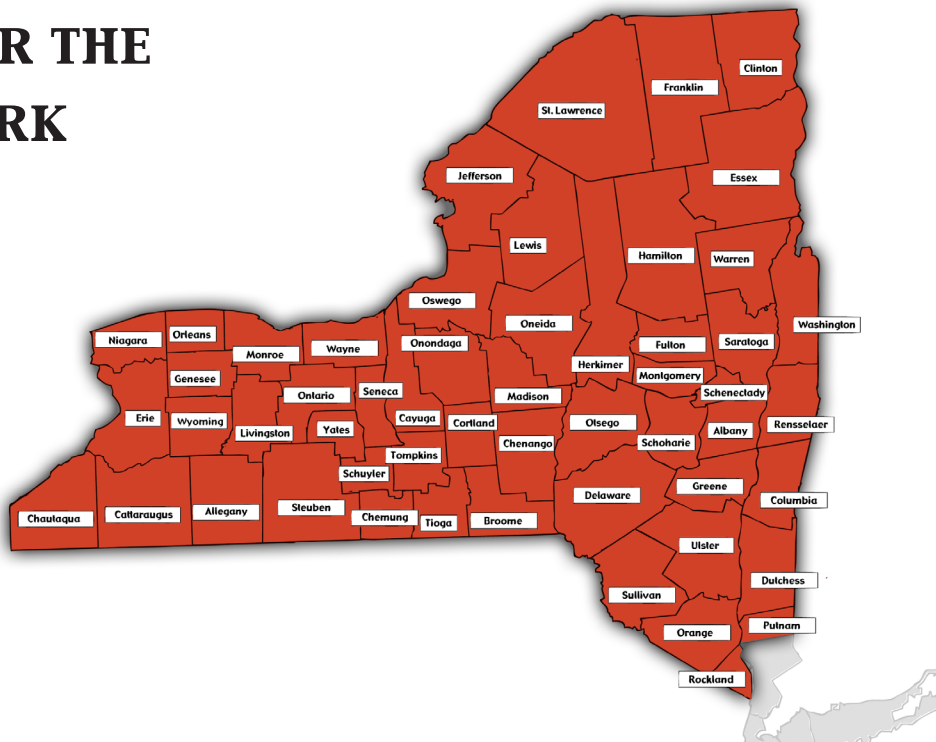 R THE
RK
Clinton
Franklin
St. Lawrence
Jefferson
Essex
Lewis
Hamilton
Warren
Oswego
Oneida
Washington
Niagara
Orleans
Monroe
Wayne
Onondaga
Fulton
Saratoga
Herkimer
Montgomery
Genesee
Ontario
Seneca
Madison
Schenectady
Erie
Wyoming
Livingston
Yates
Cayuga
Cortland
Chenango
Otsego
Schoharie
Albany
Rensselaer
Tompkins
Schuyler
Chautaqua
Cattaraugus
Allegany
Steuben
Chemung
Tioga
Broome
Delaware
Greene
Columbia
Ulster
Sullivan
Dutchess
Orange
Putnam
Rockland